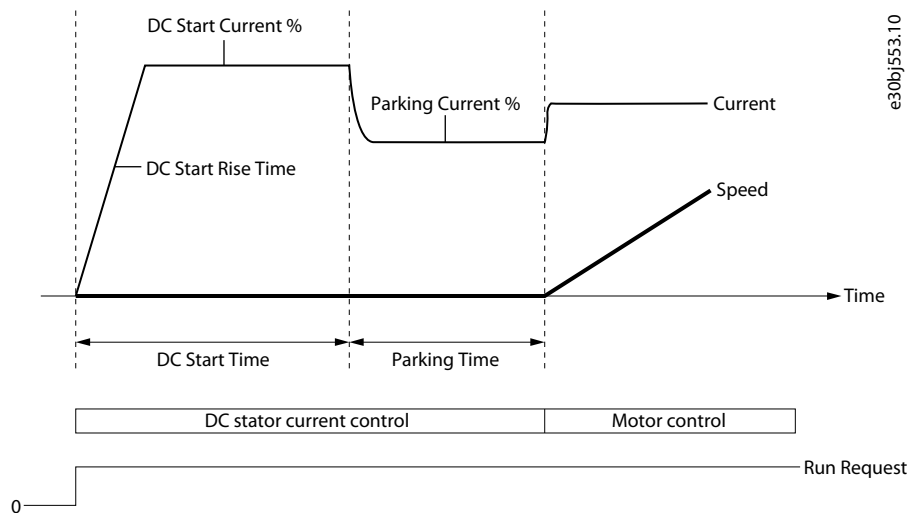 DC Start Current %
e30bj553.10
Parking Current %
Current
DC Start Rise Time
Speed
Time
DC Start Time
Parking Time
DC stator current control
Motor control
Run Request
0